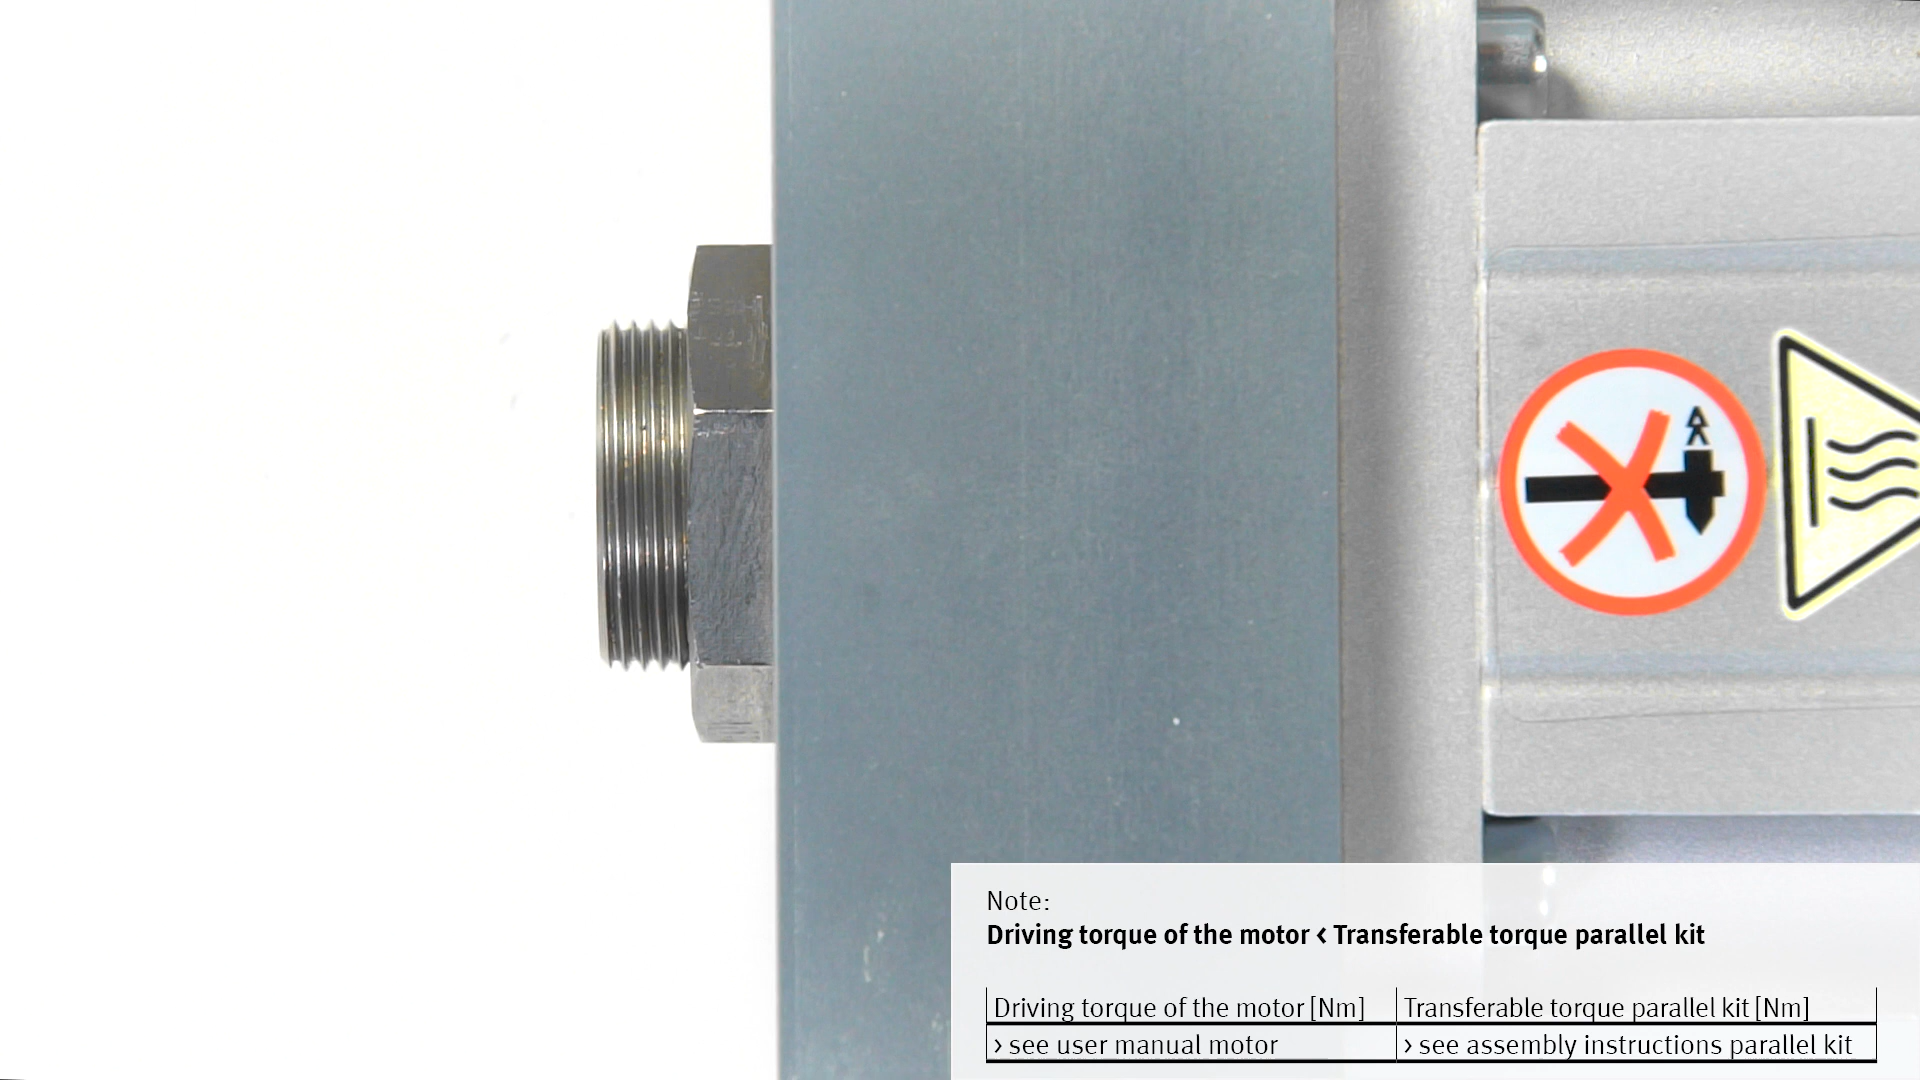 Note:
Driving torque of the motor < Transferable torque parallel kit
Driving torque of the motor [Nm] Transferable torque parallel kit [Nm]
› see user manual motor › see assembly instructions parallel kit